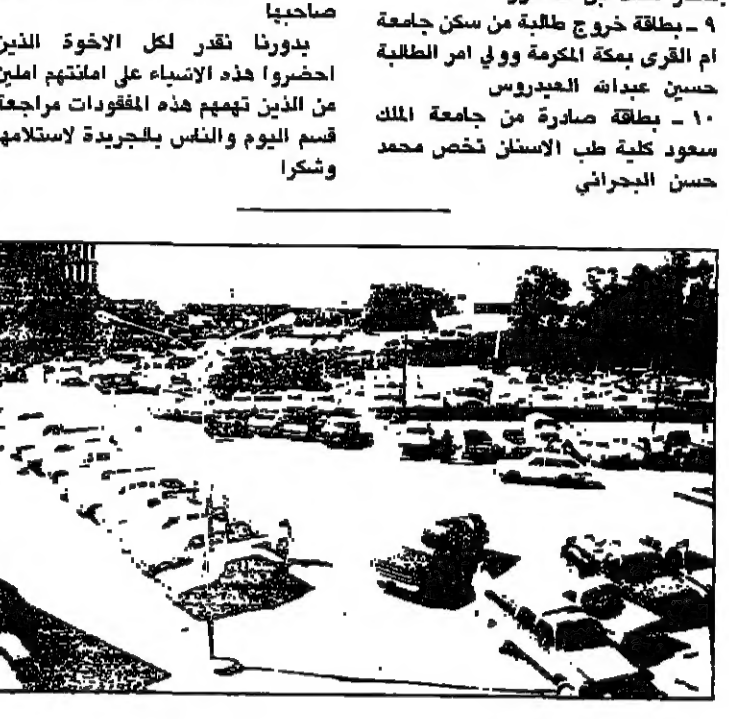 ٩ ـ بطاقة خروج طالبة من سكن جامعة
ام القرى بمكة المكرمة وولي امر الطالبة
حسين عبدالله العيدروس
١٠ ـ بطاقة صادرة من جامعة الملك
سعود كلية طب الاسنان تخص محمد
حسن البحراني
صاحبها
بدورنا نقدر لكل الاخوة الذين
احضروا هذه الاشياء على امانتهم املين
من الذين تهمهم هذه المفقودات مراجعة
قسم اليوم والناس بالجريدة لاستلامها
وشكرا